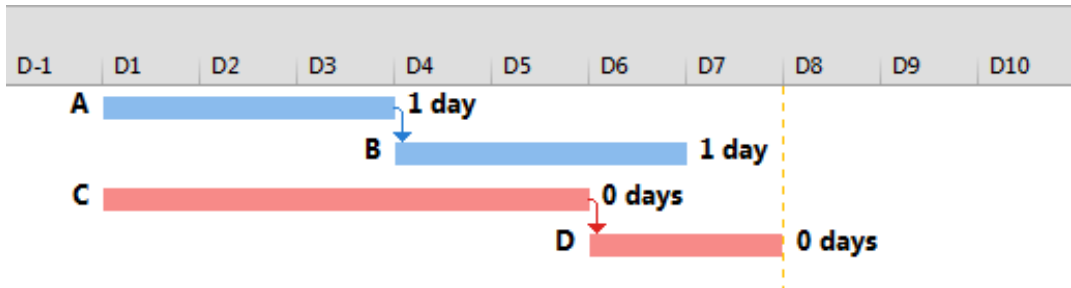 D-1 D1 D2 D3 D4 D5 D6 D7 D8 D9 D10
A 1 day
B 1 day
C 0 days
D 0 days